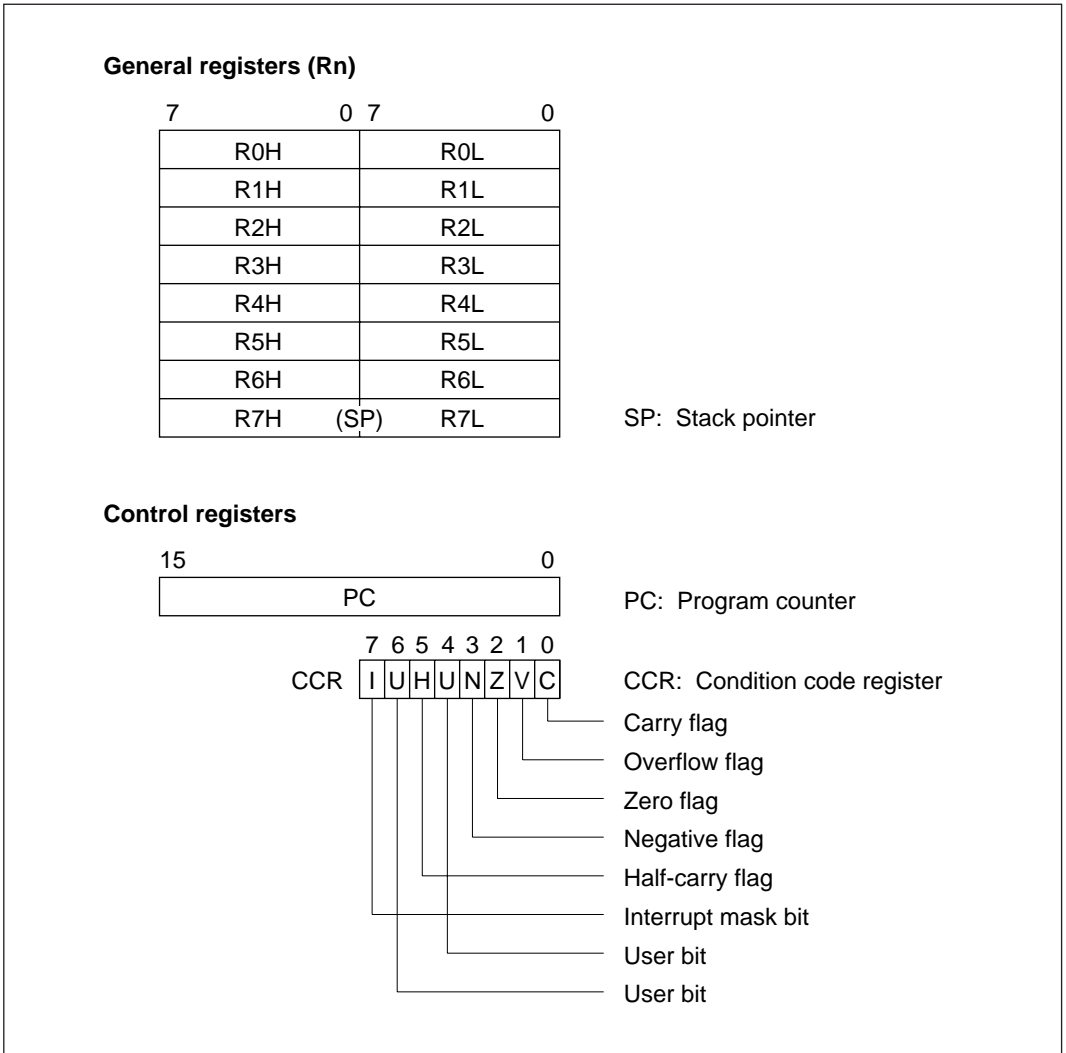 General registers (Rn)
7 0 7 0
R0H R0L
R1H R1L
R2H R2L
R3H R3L
R4H R4L
R5H R5L
R6H R6L
R7H (SP) R7L SP: Stack pointer
Control registers
15 0
PC PC: Program counter
7 6 5 4 3 2 1 0
CCR I U H U N Z V C CCR: Condition code register
Carry flag
Overflow flag
Zero flag
Negative flag
Half-carry flag
Interrupt mask bit
User bit
User bit